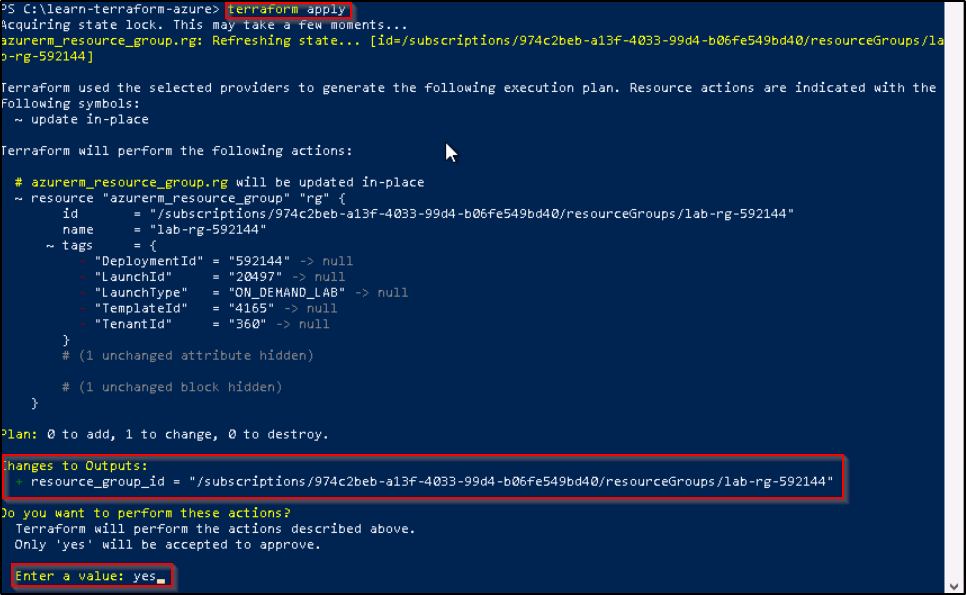 PS C:\learn-terraform-azure> terraform apply
Acquiring state lock. This may take a few moments...
azurerm_resource_group.rg: Refreshing state... [id=/subscriptions/974c2beb-a13f-4033-99d4-b06fe549bd40/resourceGroups/la
b-rg-592144]
Terraform used the selected providers to generate the following execution plan. Resource actions are indicated with the
following symbols:
  ~ update in-place
Terraform will perform the following actions:
  # azurerm_resource_group.rg will be updated in-place
  ~ resource "azurerm_resource_group" "rg" {
        id       = "/subscriptions/974c2beb-a13f-4033-99d4-b06fe549bd40/resourceGroups/lab-rg-592144"
        name     = "lab-rg-592144"
      ~ tags     = {
          - "DeploymentId" = "592144" -> null
          - "LaunchId"     = "20497" -> null
          - "LaunchType"   = "ON_DEMAND_LAB" -> null
          - "TemplateId"   = "4165" -> null
          - "TenantId"     = "360" -> null
        }
        # (1 unchanged attribute hidden)
        # (1 unchanged block hidden)
    }
Plan: 0 to add, 1 to change, 0 to destroy.
Changes to Outputs:
  + resource_group_id = "/subscriptions/974c2beb-a13f-4033-99d4-b06fe549bd40/resourceGroups/lab-rg-592144"
Do you want to perform these actions?
  Terraform will perform the actions described above.
  Only 'yes' will be accepted to approve.
  Enter a value: yes_